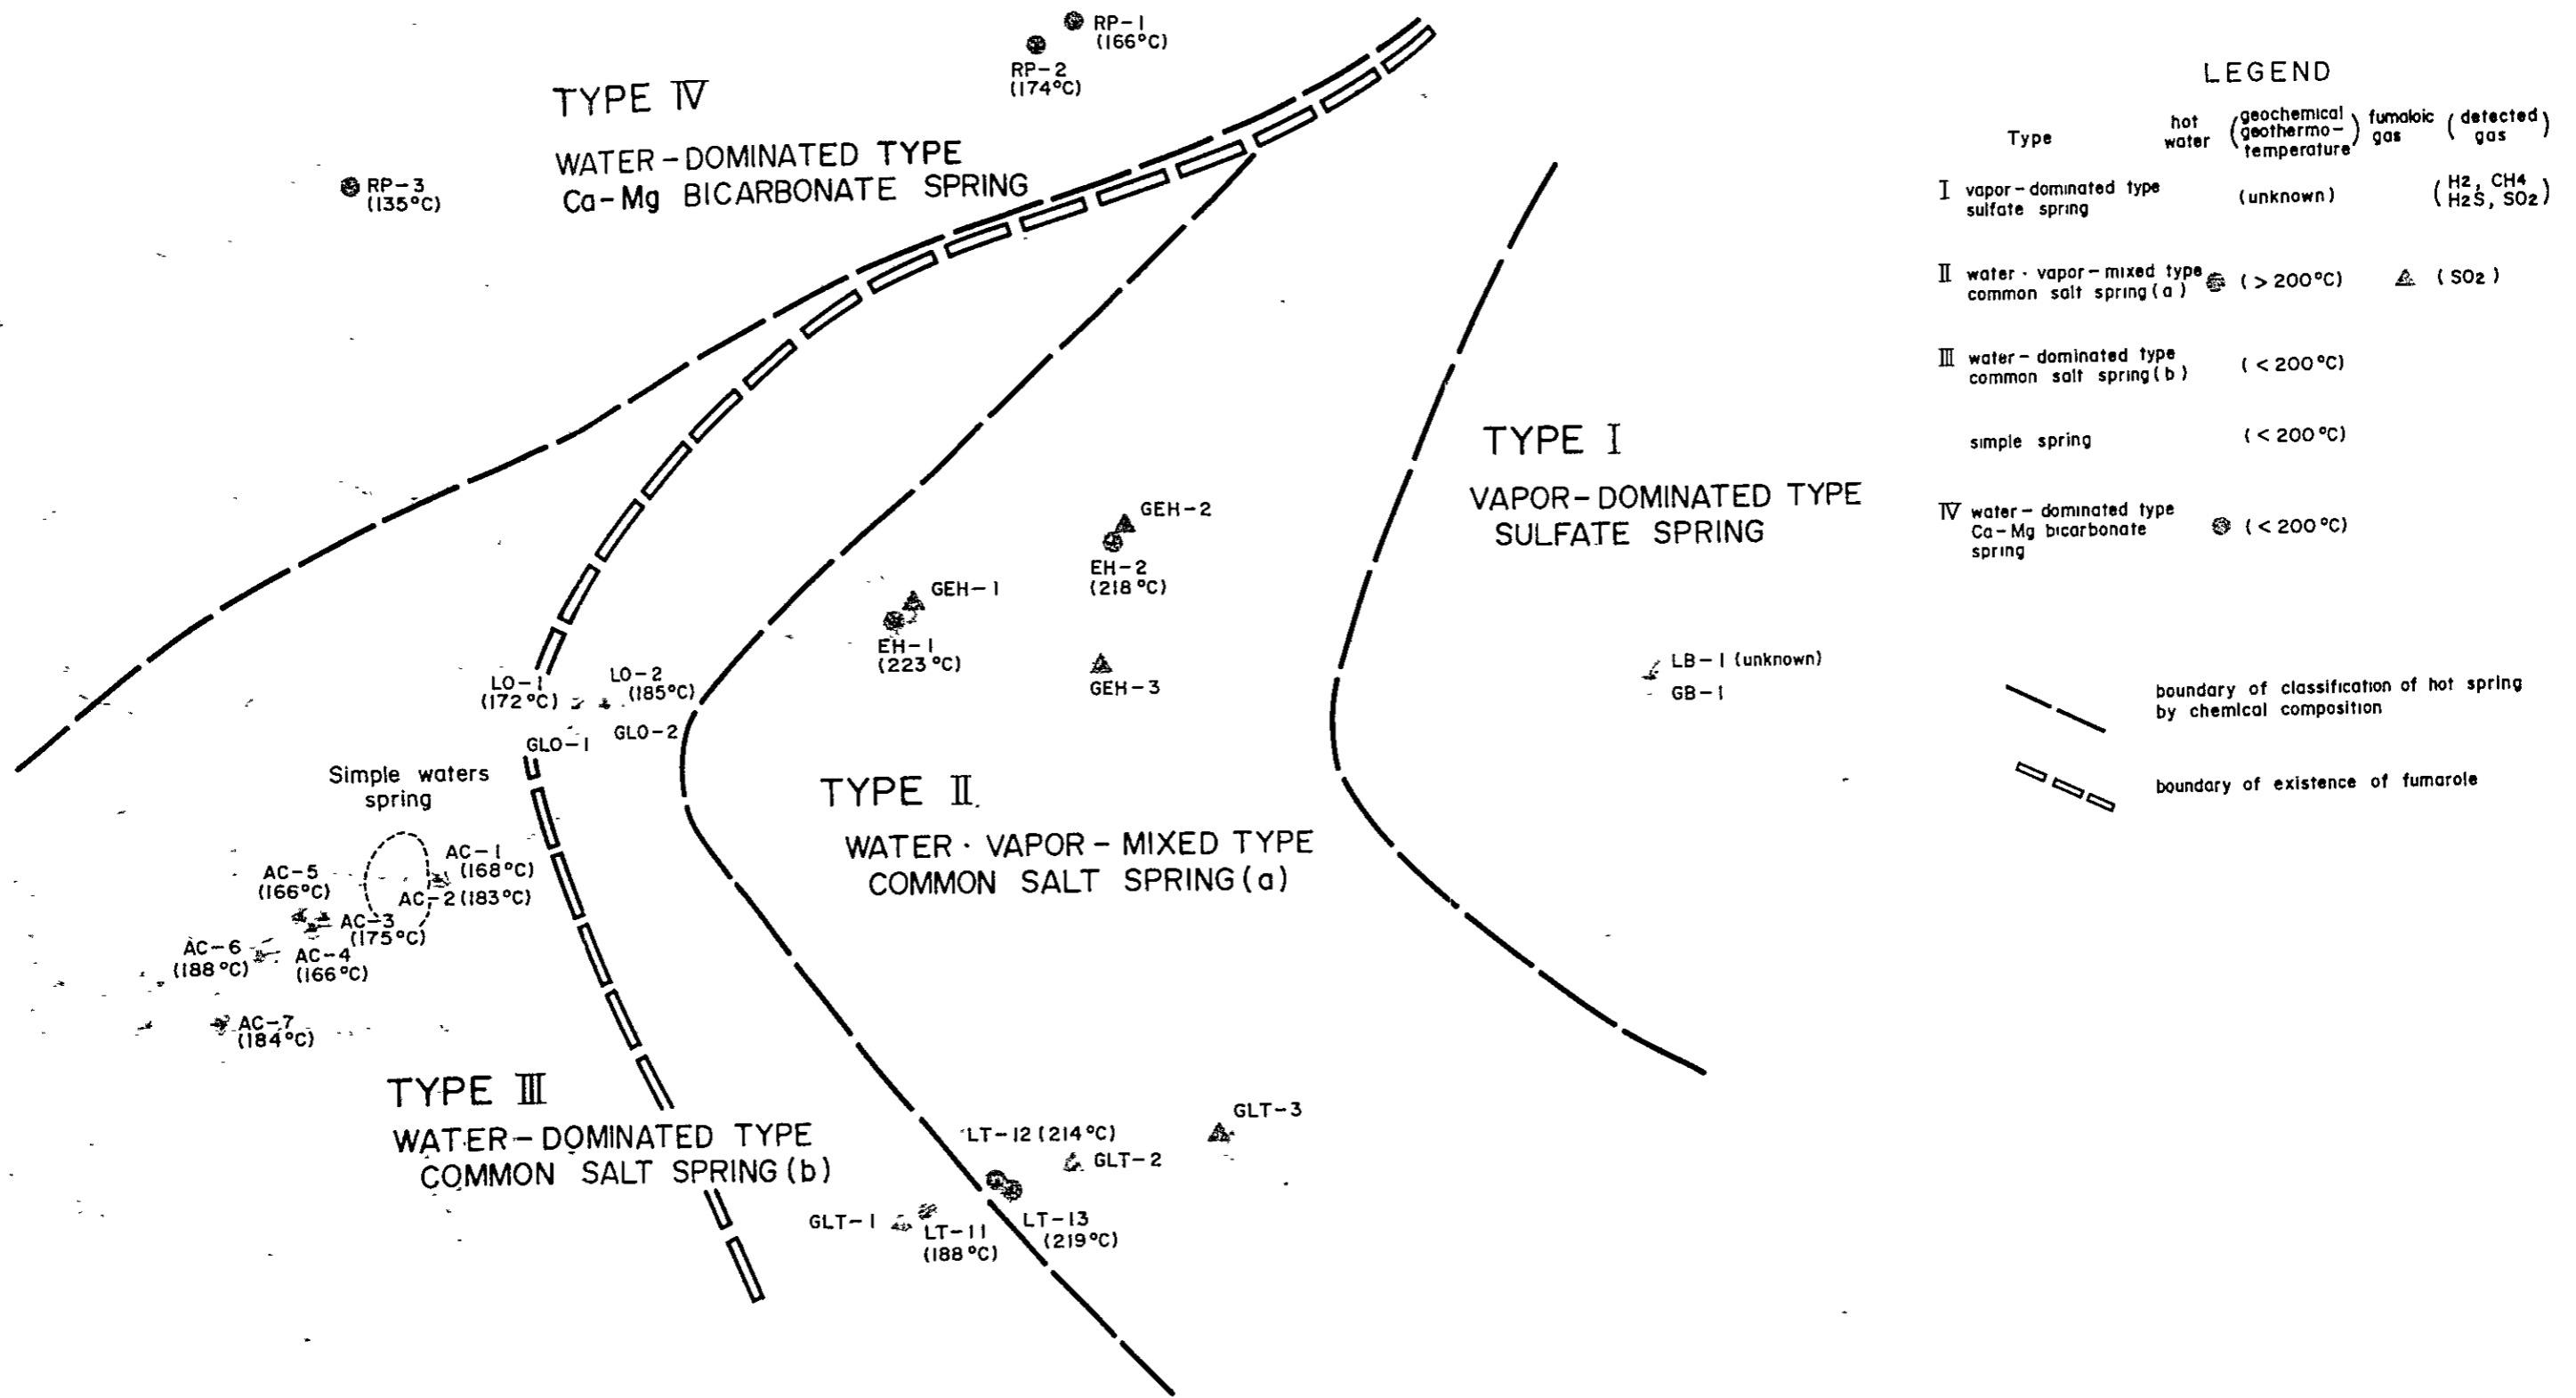 RP-1
(166°C)
RP-2
(174°C)
TYPE IV
WATER-DOMINATED TYPE
Ca-Mg BICARBONATE SPRING
RP-3
(135°C)
TYPE I
VAPOR-DOMINATED TYPE
SULFATE SPRING
GEH-2
EH-2
(218°C)
GEH-1
EH-1
(223°C)
GEH-3
LB-1 (unknown)
GB-1
LO-1
(172°C)
LO-2
(185°C)
GLO-1
GLO-2
Simple waters
spring
TYPE II
WATER·VAPOR-MIXED TYPE
COMMON SALT SPRING(a)
AC-1
(168°C)
AC-2(183°C)
AC-5
(166°C)
AC-3
(175°C)
AC-6
(188°C)
AC-4
(166°C)
AC-7
(184°C)
TYPE III
WATER-DOMINATED TYPE
COMMON SALT SPRING(b)
GLT-3
LT-12(214°C)
GLT-2
GLT-1
LT-11
(188°C)
LT-13
(219°C)
LEGEND
Type
hot
water
(geochemical
geothermo-
temperature)
fumaloic
gas
(detected
gas)
I vapor-dominated type
sulfate spring
(unknown)
(H2, CH4
H2S, SO2)
II water·vapor-mixed type
common salt spring(a)
(>200°C)
(SO2)
III water-dominated type
common salt spring(b)
(<200°C)
simple spring
(<200°C)
IV water-dominated type
Ca-Mg bicarbonate
spring
(<200°C)
boundary of classification of hot spring
by chemical composition
boundary of existence of fumarole